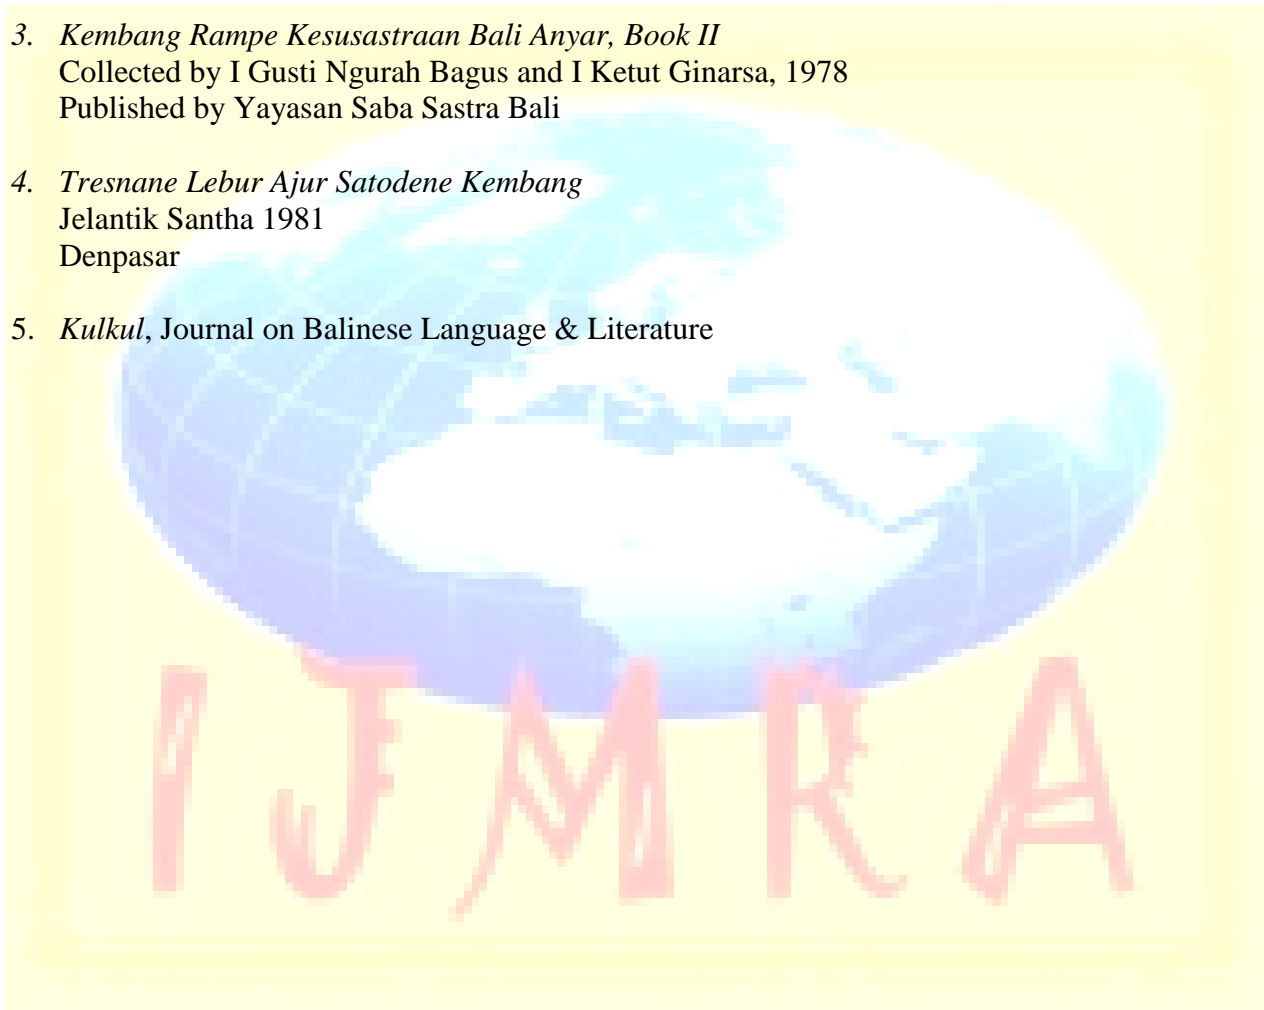 3. Kembang Rampe Kesusastraan Bali Anyar, Book II
Collected by I Gusti Ngurah Bagus and I Ketut Ginarsa, 1978
Published by Yayasan Saba Sastra Bali
4. Tresnane Lebur Ajur Satodene Kembang
Jelantik Santha 1981
Denpasar
5. Kulkul, Journal on Balinese Language & Literature
IJMRA